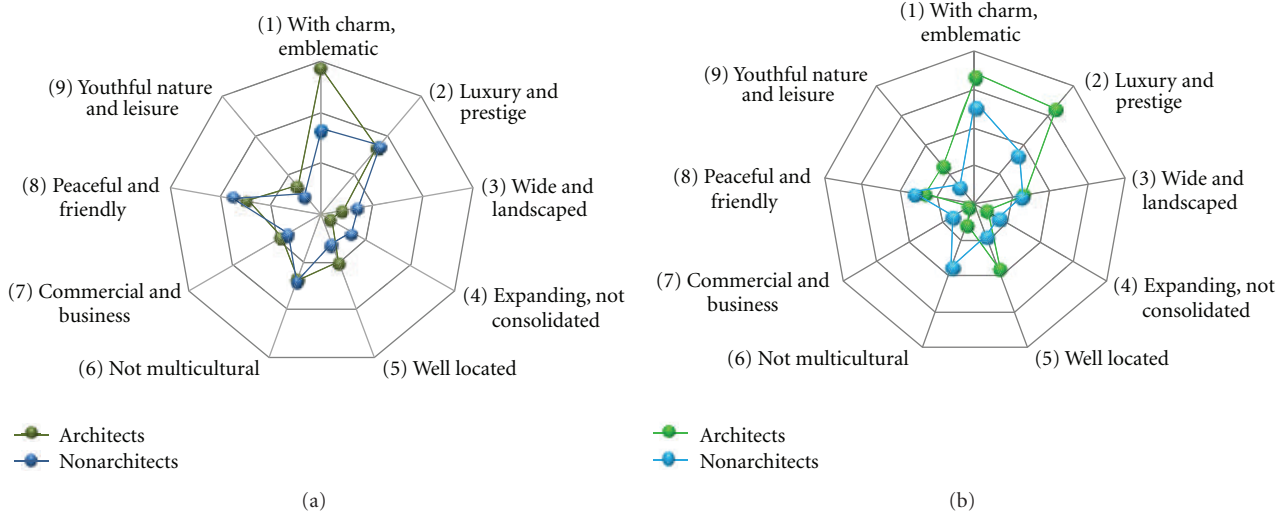 (1) With charm,
emblematic
(2) Luxury and
prestige
(3) Wide and
landscaped
(4) Expanding, not
consolidated
(5) Well located
(6) Not multicultural
(7) Commercial and
business
(8) Peaceful and
friendly
(9) Youthful nature
and leisure
Architects
Nonarchitects
(a)
(1) With charm,
emblematic
(2) Luxury and
prestige
(3) Wide and
landscaped
(4) Expanding, not
consolidated
(5) Well located
(6) Not multicultural
(7) Commercial and
business
(8) Peaceful and
friendly
(9) Youthful nature
and leisure
Architects
Nonarchitects
(b)